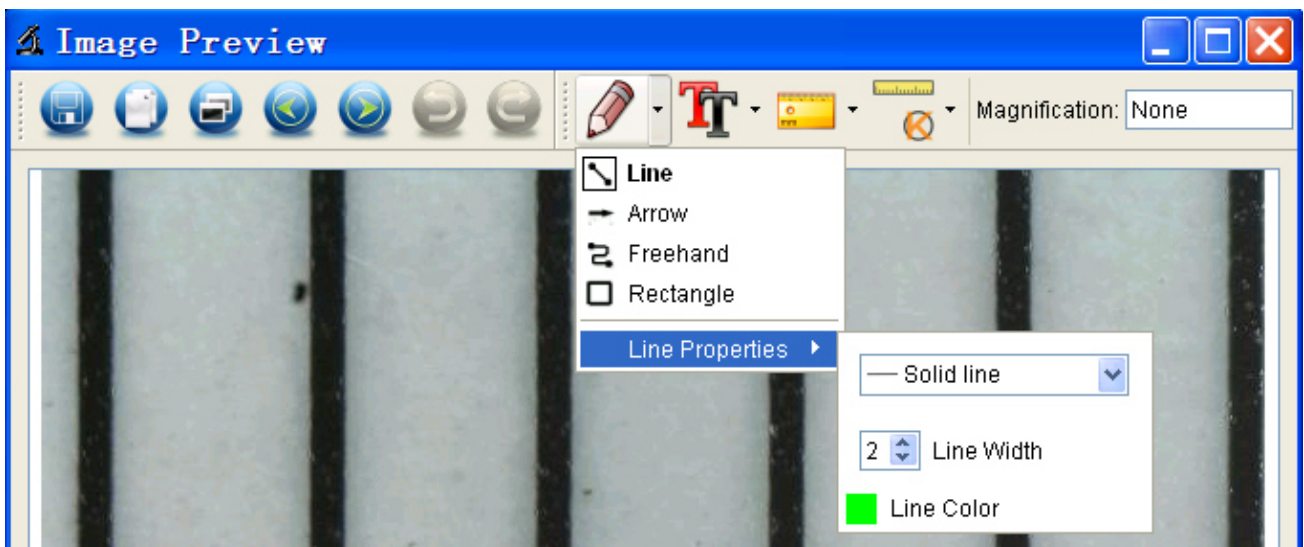 Image Preview
Magnification: None
Line
Arrow
Freehand
Rectangle
Line Properties
Solid line
2 Line Width
Line Color